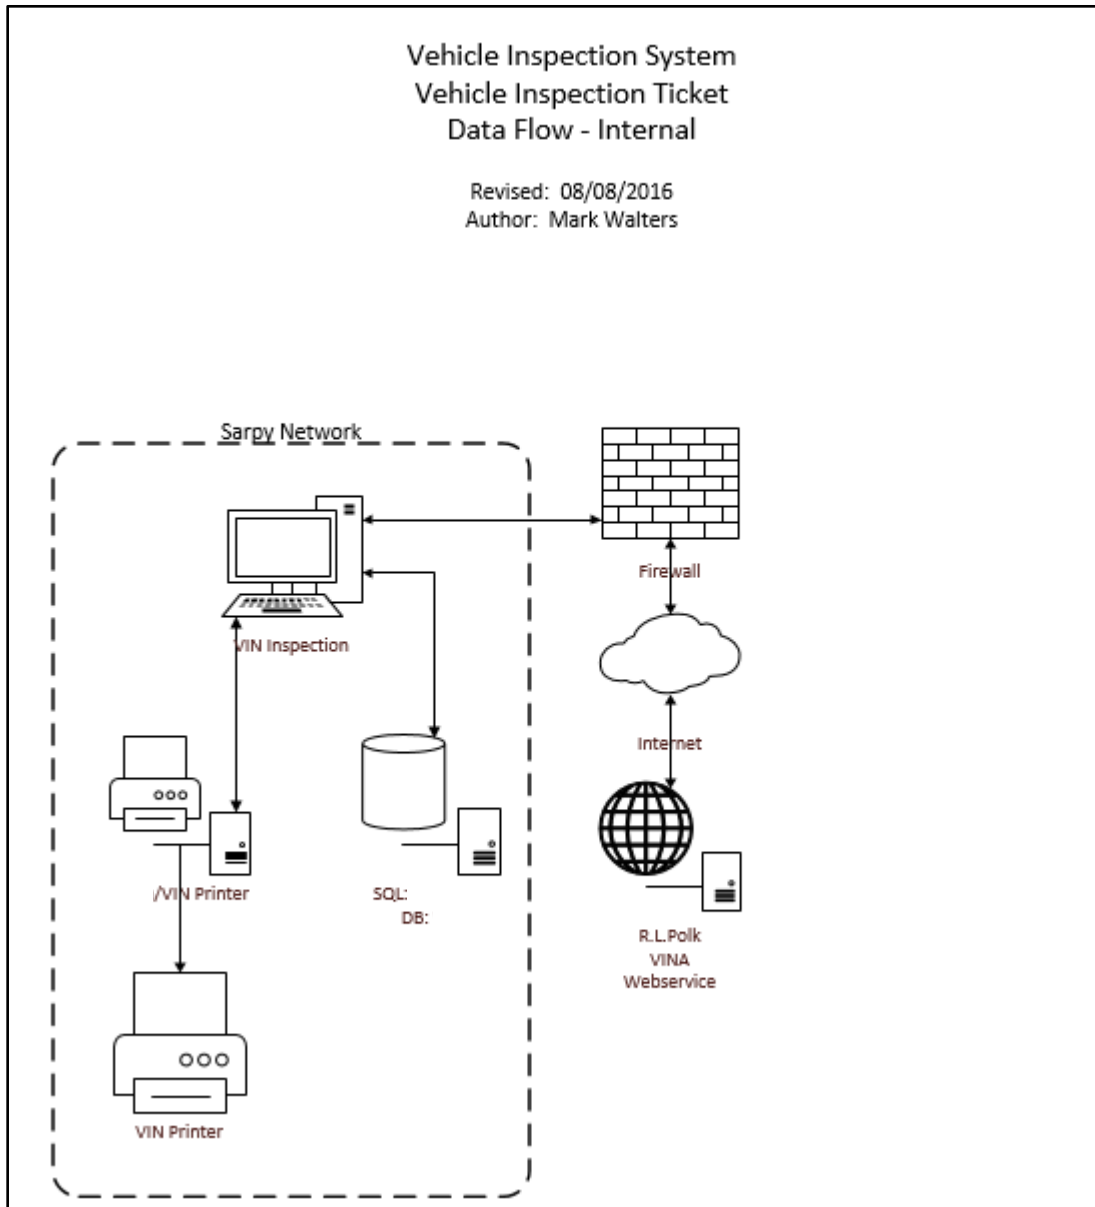 Vehicle Inspection System
Vehicle Inspection Ticket
Data Flow - Internal
Revised: 08/08/2016
Author: Mark Walters
Sarpy Network
Firewall
VIN Inspection
Internet
/VIN Printer
SQL:
DB:
R.L.Polk
VINA
Webservice
VIN Printer